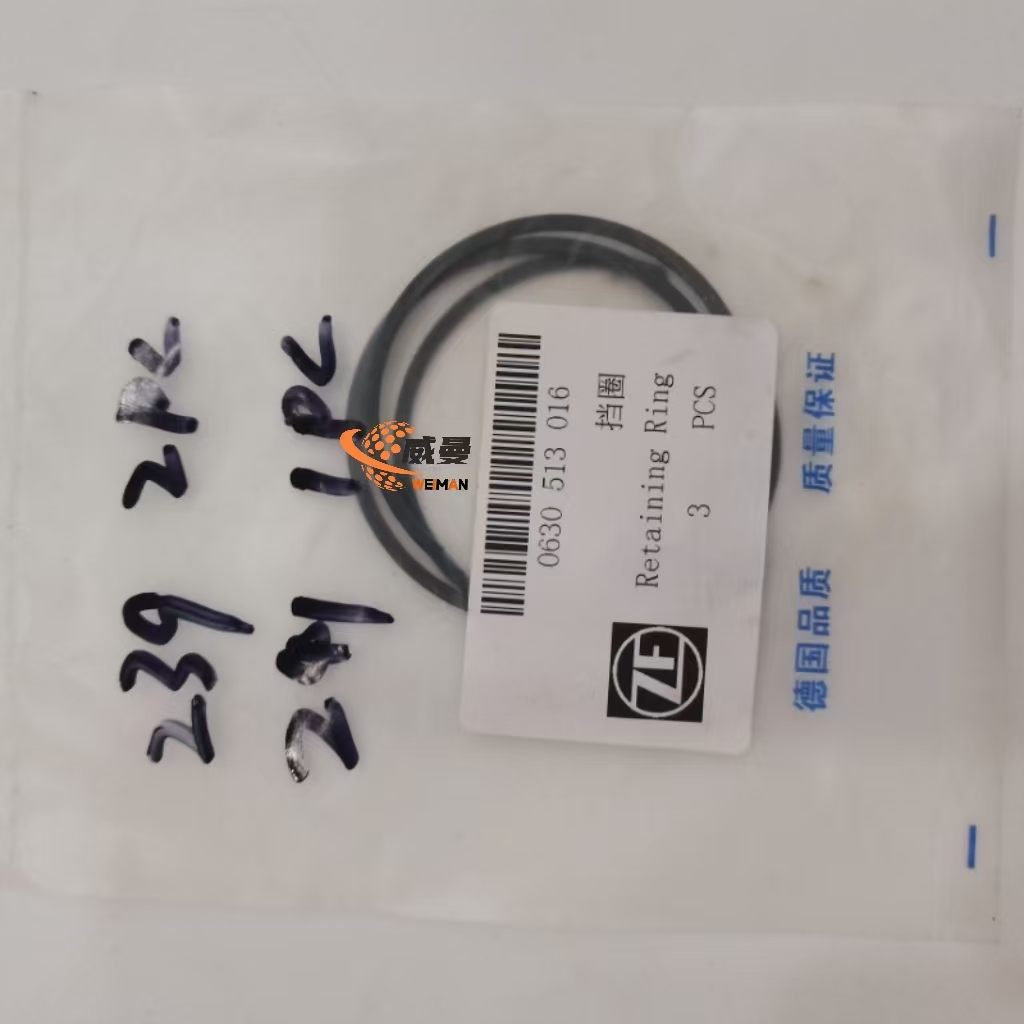 239 2PC
241 1PC
威曼
WEIMAN
0630 513 016
挡圈
Retaining Ring
3 PCS
ZF
德国品质 质量保证